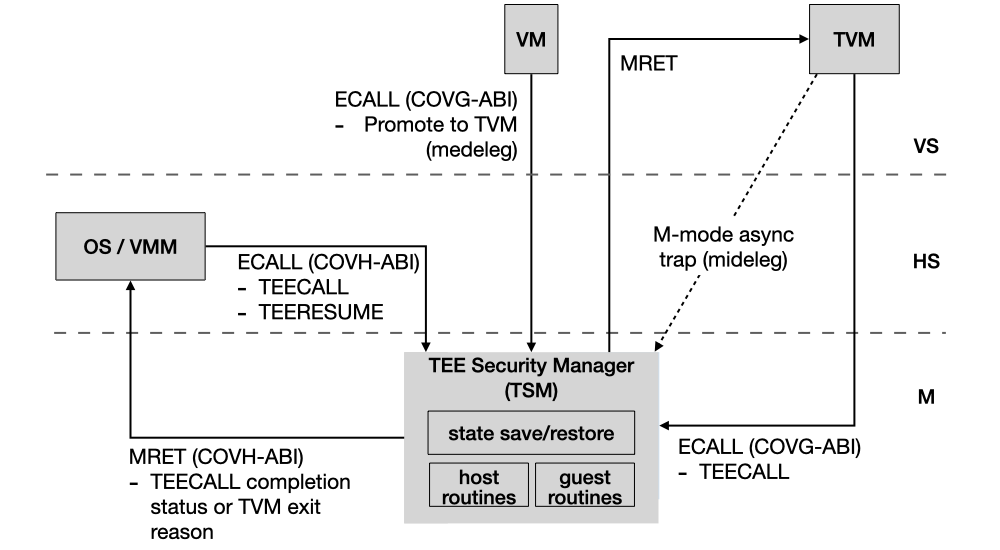 VM
TVM
MRET
ECALL (COVG-ABI)
- Promote to TVM
(medeleg)
VS
OS / VMM
ECALL (COVH-ABI)
- TEECALL
- TEERESUME
M-mode async
trap (mideleg)
HS
TEE Security Manager
(TSM)
state save/restore
host
routines
guest
routines
M
ECALL (COVG-ABI)
- TEECALL
MRET (COVH-ABI)
- TEECALL completion
status or TVM exit
reason